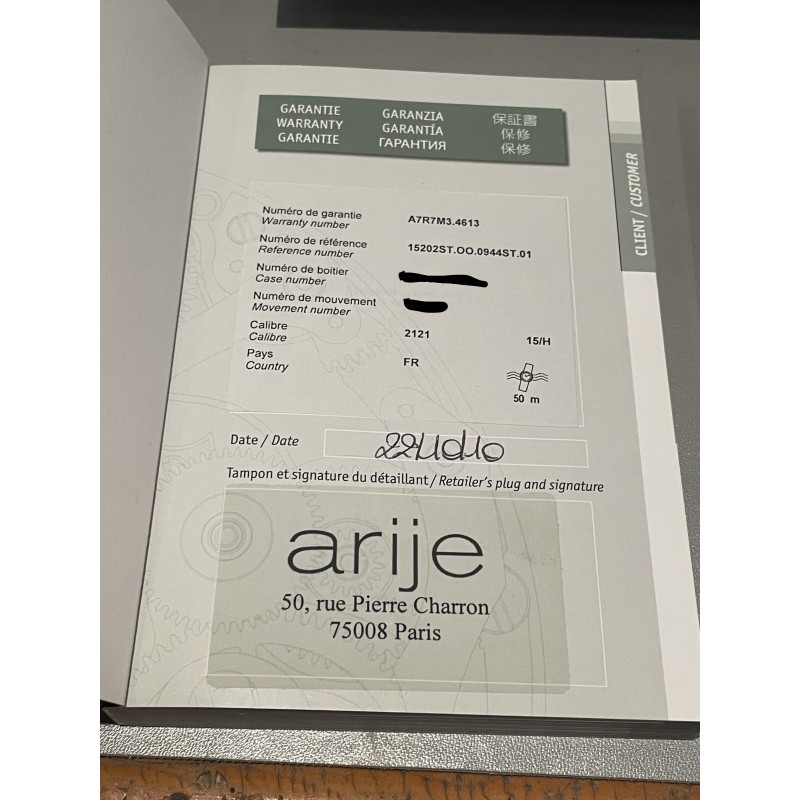 GARANTIE GARANZIA 保証書
WARRANTY GARANTÍA 保修
GARANTIE ГАРАНТИЯ 保修
CLIENT / CUSTOMER
Numéro de garantie A7R7M3.4613
Warranty number
Numéro de référence 15202ST.OO.0944ST.01
Reference number
Numéro de boitier
Case number
Numéro de mouvement
Movement number
Calibre 2121 15/H
Calibre
Pays FR
Country
50 m
Date / Date 22/10/10
Tampon et signature du détaillant / Retailer's plug and signature
arije
50, rue Pierre Charron
75008 Paris